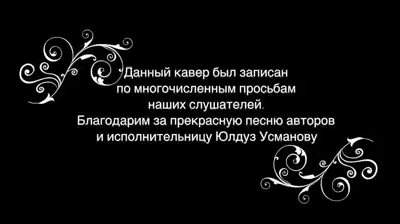 Данный кавер был записан
по многочисленным просьбам
наших слушателей.
Благодарим за прекрасную песню авторов
и исполнительницу Юлдуз Усманову